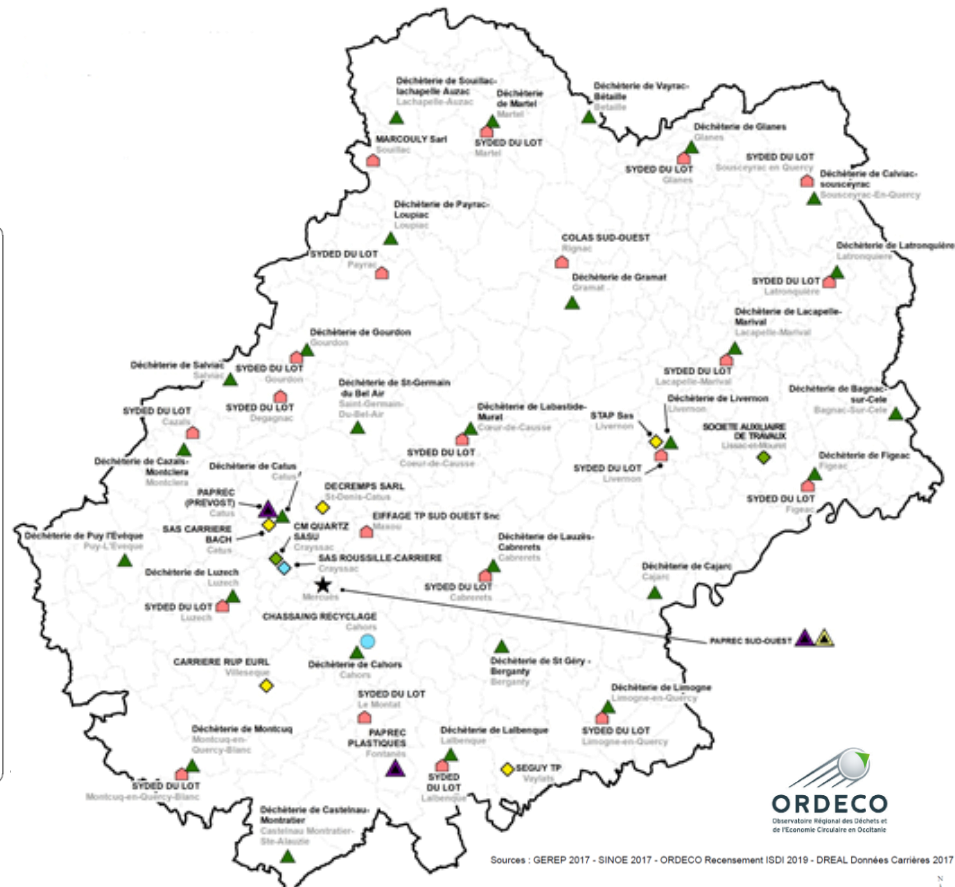 Déchèterie de Souillac-
lachapelle Auzac
Lachapelle-Auzac
Déchèterie
de Martel
Martel
SYDED DU LOT
Martel
Déchèterie de Vayrac-
Bétaille
Betaille
MARCOULY Sarl
Souillac
Déchèterie de Glanes
Glanes
SYDED DU LOT
Glanes
SYDED DU LOT
Sousceyrac en Quercy
Déchèterie de Calviac-
sousceyrac
Sousceyrac-En-Quercy
Déchèterie de Payrac-
Loupiac
Loupiac
SYDED DU LOT
Payrac
COLAS SUD-OUEST
Rignac
Déchèterie de Gramat
Gramat
Déchèterie de Latronquière
Latronquiere
SYDED DU LOT
Latronquière
Déchèterie de Lacapelle-
Marival
Lacapelle-Marival
SYDED DU LOT
Lacapelle-Marival
Déchèterie de Gourdon
Gourdon
SYDED DU LOT
Gourdon
Déchèterie de Salviac
Salviac
SYDED DU LOT
Degagnac
Déchèterie de St-Germain
du Bel Air
Saint-Germain-
Du-Bel-Air
SYDED DU LOT
Cazals
Déchèterie de Cazals-
Montclera
Montclera
Déchèterie de Labastide-
Murat
Cœur-de-Causse
SYDED DU LOT
Coeur-de-Causse
STAP Sas
Livernon
Déchèterie de Livernon
Livernon
SYDED DU LOT
Livernon
SOCIETE AUXILIAIRE
DE TRAVAUX
Lissac-et-Mouret
Déchèterie de Bagnac-
sur-Cele
Bagnac-Sur-Cele
Déchèterie de Figeac
Figeac
SYDED DU LOT
Figeac
Déchèterie de Catus
Catus
PAPREC
(PREVOST)
Catus
DECREMPS SARL
St-Denis-Catus
SAS CARRIERE
BACH
Catus
CM QUARTZ
SASU
Crayssac
EIFFAGE TP SUD OUEST Snc
Maxou
SAS ROUSSILLE-CARRIERE
Crayssac
Déchèterie de Puy l'Evêque
Puy-L'Eveque
Déchèterie de Luzech
Luzech
SYDED DU LOT
Luzech
Mercuès
Déchèterie de Lauzès-
Cabrerets
Cabrerets
SYDED DU LOT
Cabrerets
Déchèterie de Cajarc
Cajarc
CHASSAING RECYCLAGE
Cahors
Déchèterie de Cahors
Cahors
PAPREC SUD-OUEST
Déchèterie de St Géry -
Berganty
Berganty
CARRIERE RUP EURL
Villeseque
SYDED DU LOT
Le Montat
Déchèterie de Limogne
Limogne-en-Quercy
SYDED DU LOT
Limogne-en-Quercy
Déchèterie de Montcuq
Montcuq-en-
Quercy-Blanc
SYDED DU LOT
Montcuq-en-Quercy-Blanc
PAPREC
PLASTIQUES
Fontanès
Déchèterie de Lalbenque
Lalbenque
SYDED
DU LOT
Lalbenque
SEGUY TP
Vaylats
Déchèterie de Castelnau-
Montratier
Castelnau Montratier-
Ste-Alauzie
ORDECO
Observatoire Régional des Déchets et
de l'Economie Circulaire en Occitanie
Sources : GEREP 2017 - SINOE 2017 - ORDECO Recensement ISDI 2019 - DREAL Données Carrières 2017
N